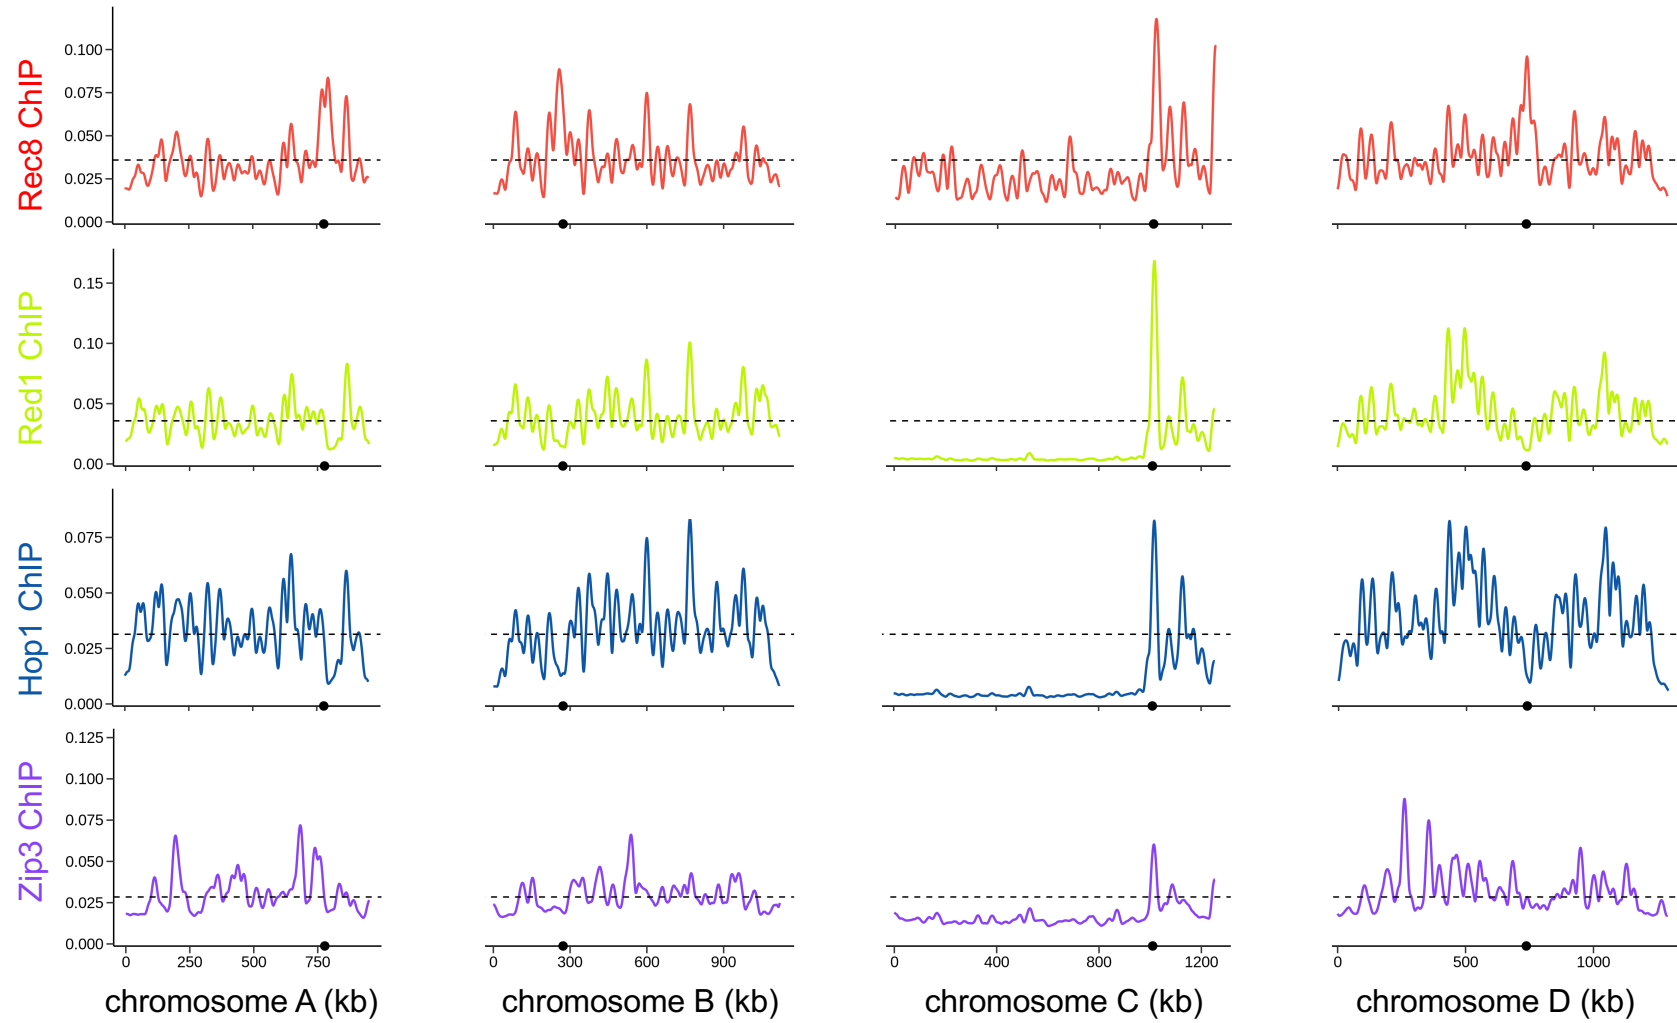 Rec8 ChIP
0.100
0.075
0.050
0.025
0.000
Red1 ChIP
0.15
0.10
0.05
0.00
Hop1 ChIP
0.075
0.050
0.025
0.000
Zip3 ChIP
0.125
0.100
0.075
0.050
0.025
0.000
0 250 500 750
0 300 600 900
0 400 800 1200
0 500 1000
chromosome A (kb)
chromosome B (kb)
chromosome C (kb)
chromosome D (kb)